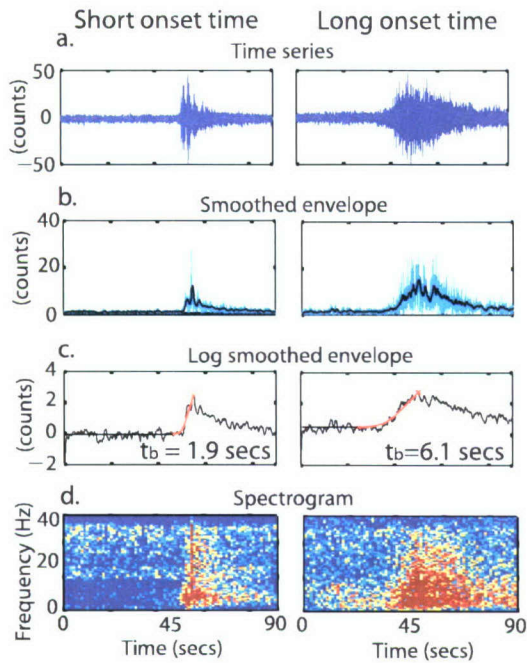 Short onset time Long onset time
a.
Time series
50
0
−50
(counts)
b.
Smoothed envelope
40
20
0
(counts)
c.
Log smoothed envelope
4
2
0
−2
(counts)
t_b = 1.9 secs
t_b=6.1 secs
d.
Spectrogram
40
20
0
Frequency (Hz)
0 45 90 0 45 90
Time (secs) Time (secs)